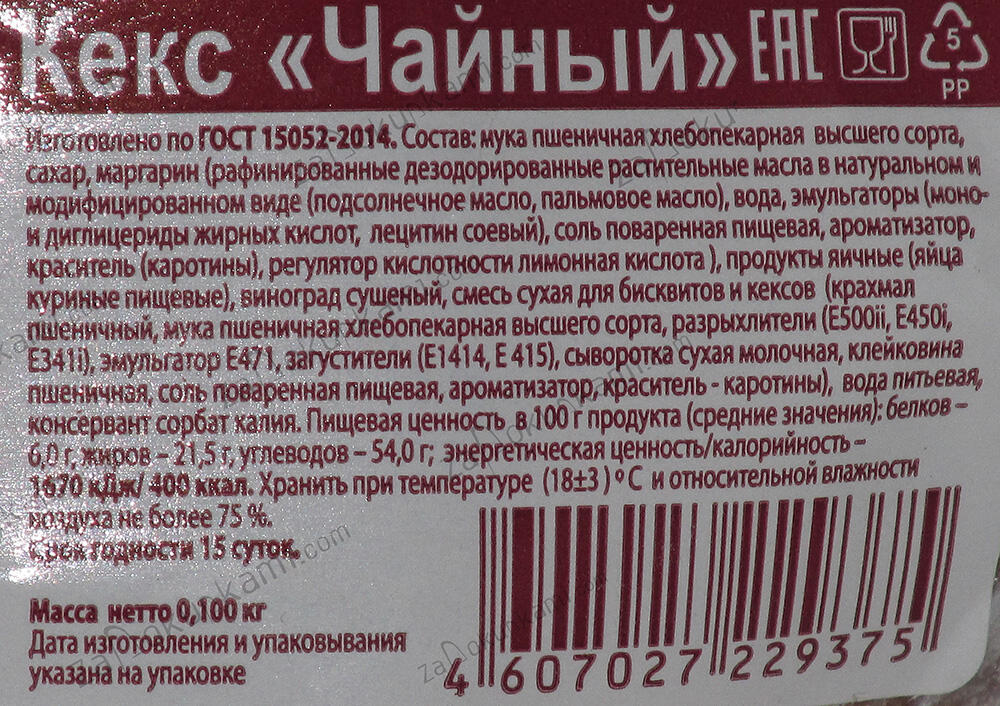 Кекс «Чайный» ЕАС 5 PP
Изготовлено по ГОСТ 15052-2014. Состав: мука пшеничная хлебопекарная высшего сорта,
сахар, маргарин (рафинированные дезодорированные растительные масла в натуральном и
модифицированном виде (подсолнечное масло, пальмовое масло), вода, эмульгаторы (моно-
и диглицериды жирных кислот, лецитин соевый), соль поваренная пищевая, ароматизатор,
краситель (каротины), регулятор кислотности лимонная кислота ), продукты яичные (яйца
куриные пищевые), виноград сушеный, смесь сухая для бисквитов и кексов (крахмал
пшеничный, мука пшеничная хлебопекарная высшего сорта, разрыхлители (Е500ii, Е450i,
Е341i), эмульгатор Е471, загустители (Е1414, Е 415), сыворотка сухая молочная, клейковина
пшеничная, соль поваренная пищевая, ароматизатор, краситель - каротины), вода питьевая,
консервант сорбат калия. Пищевая ценность в 100 г продукта (средние значения): белков –
6,0 г, жиров – 21,5 г, углеводов – 54,0 г; энергетическая ценность/калорийность –
1670 кДж/ 400 ккал. Хранить при температуре (18±3 ) °С и относительной влажности
воздуха не более 75 %.
Срок годности 15 суток.
Масса нетто 0,100 кг
Дата изготовления и упаковывания
указана на упаковке
4 607027 229375
zaпokupkami.com